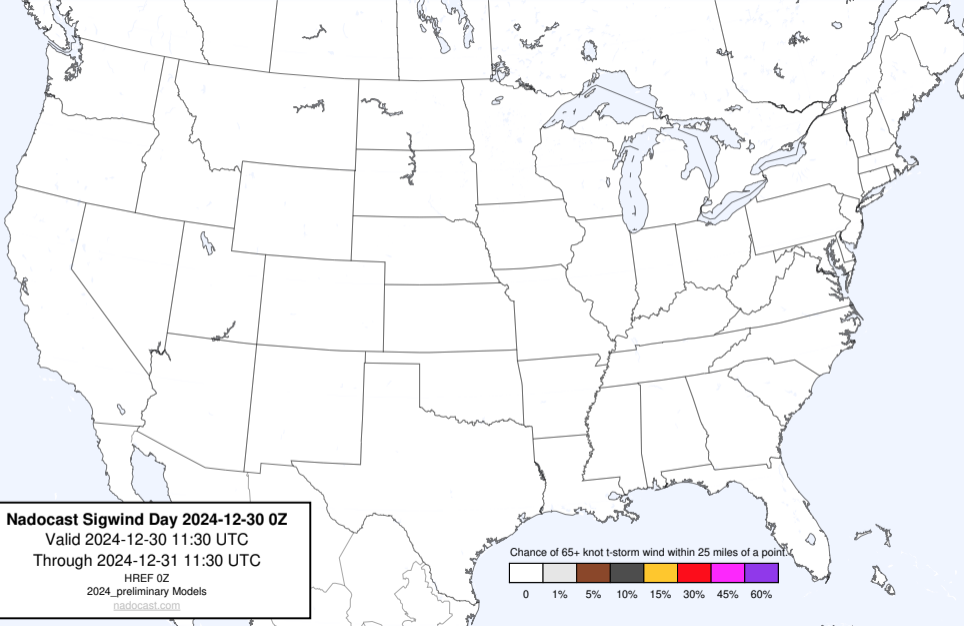 Nadocast Sigwind Day 2024-12-30 0Z
Valid 2024-12-30 11:30 UTC
Through 2024-12-31 11:30 UTC
HREF 0Z
2024_preliminary Models
nadocast.com
Chance of 65+ knot t-storm wind within 25 miles of a point.
0 1% 5% 10% 15% 30% 45% 60%